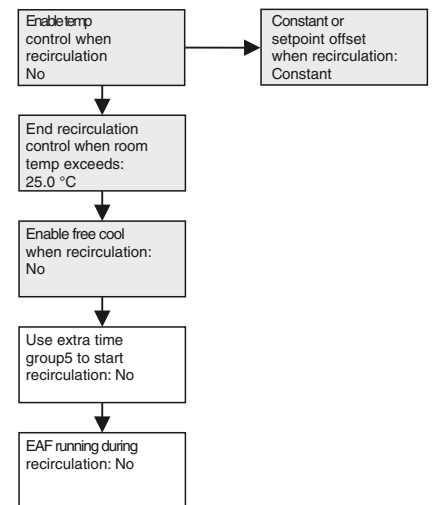 Enable temp
control when
recirculation
No
Constant or
setpoint offset
when recirculation:
Constant
End recirculation
control when room
temp exceeds:
25.0 °C
Enable free cool
when recirculation:
No
Use extra time
group5 to start
recirculation: No
EAF running during
recirculation: No